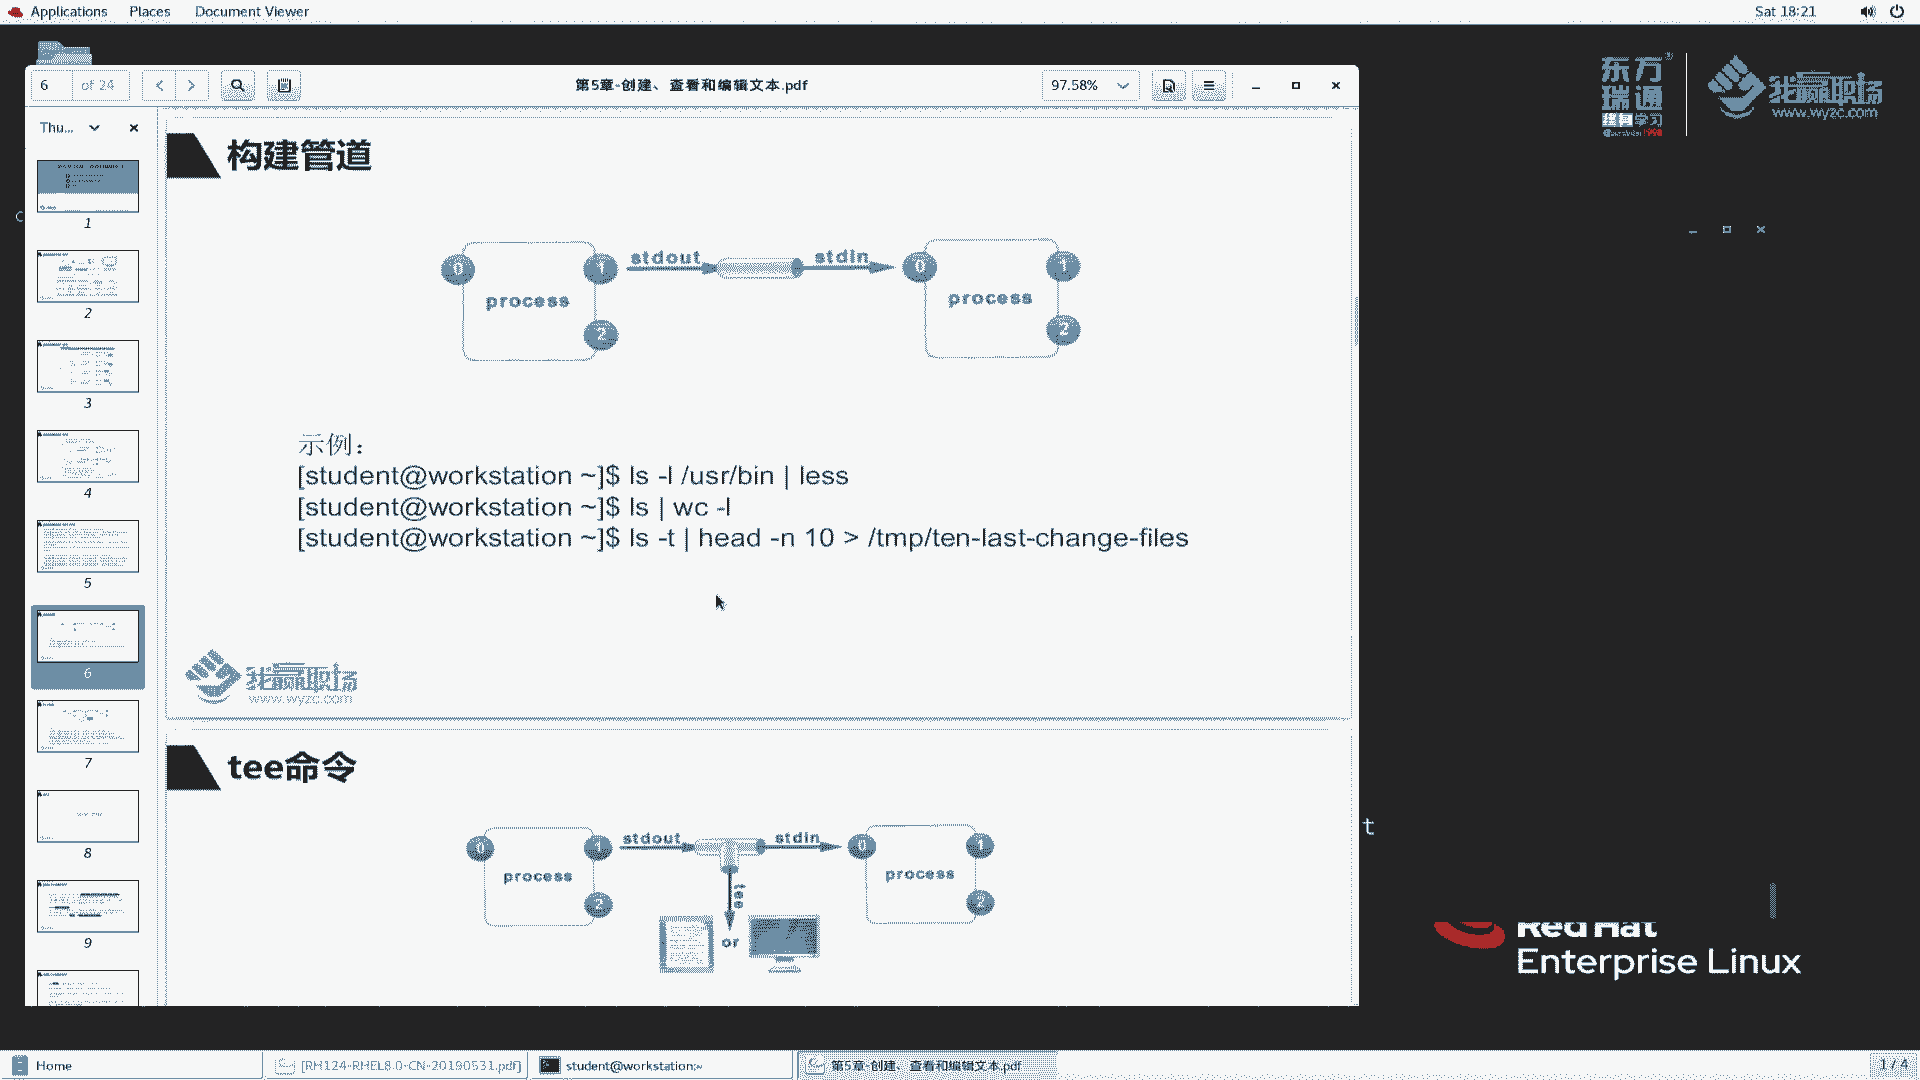 Applications Places Document Viewer Sat 18:21
6 of 24 第5章-创建、查看和编辑文本.pdf 97.58%
东方瑞通
终身学习
我赢职场
www.wyzc.com
Thu...
1
2
3
4
5
6
7
8
9
构建管道
0 1 2 process stdout stdin 0 1 2 process
示例：
[student@workstation ~]$ ls -l /usr/bin | less
[student@workstation ~]$ ls | wc -l
[student@workstation ~]$ ls -t | head -n 10 > /tmp/ten-last-change-files
我赢职场
www.wyzc.com
tee命令
0 1 2 process stdout stdin tee or 0 1 2 process
t
Red Hat
Enterprise Linux
Home [RH124-RHEL8.0-CN-20190531.pdf] student@workstation:~ 第5章-创建、查看和编辑文本.pdf 1 / 4